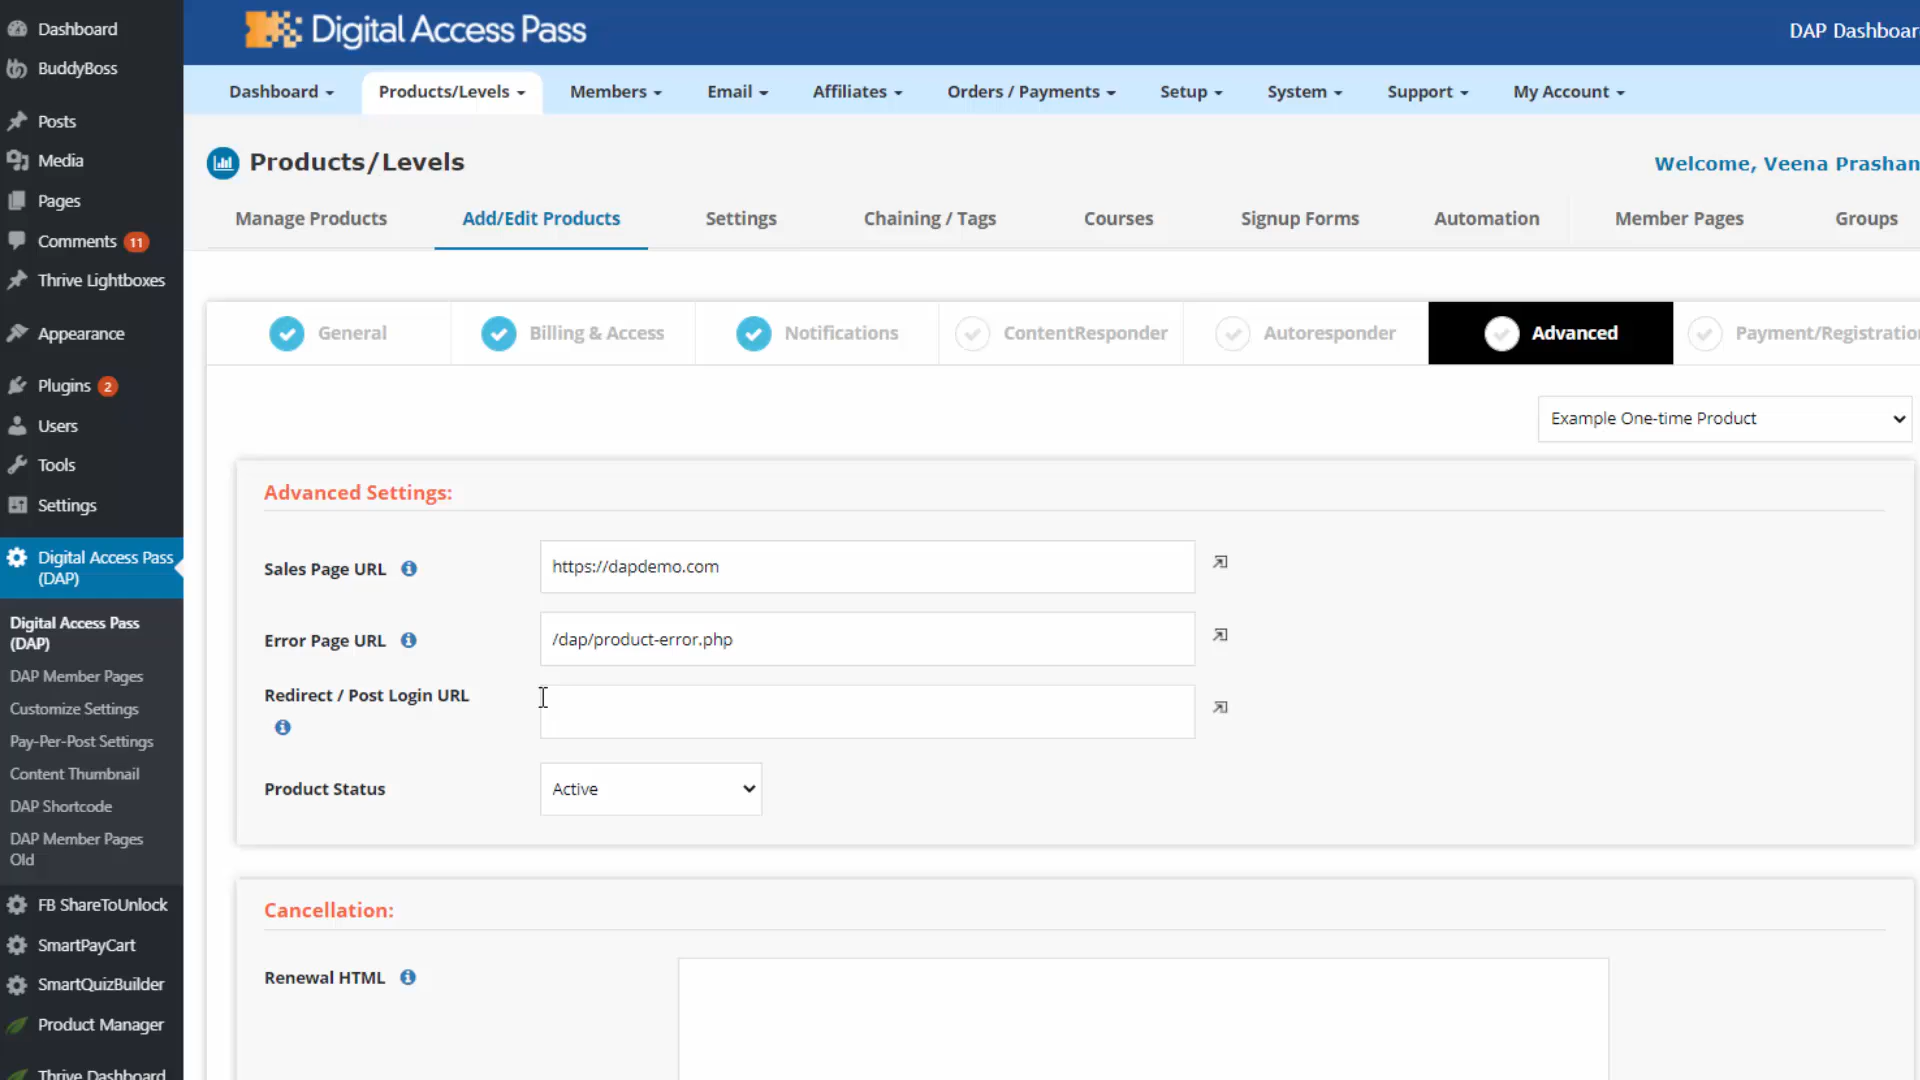 Dashboard
BuddyBoss
Posts
Media
Pages
Comments 11
Thrive Lightboxes
Appearance
Plugins 2
Users
Tools
Settings
Digital Access Pass
(DAP)
Digital Access Pass
(DAP)
DAP Member Pages
Customize Settings
Pay-Per-Post Settings
Content Thumbnail
DAP Shortcode
DAP Member Pages
Old
FB ShareToUnlock
SmartPayCart
SmartQuizBuilder
Product Manager
Thrive Dashboard
Digital Access Pass
DAP Dashboar
Dashboard Products/Levels Members Email Affiliates Orders / Payments Setup System Support My Account
Products/Levels
Welcome, Veena Prashan
Manage Products Add/Edit Products Settings Chaining / Tags Courses Signup Forms Automation Member Pages Groups
General Billing & Access Notifications ContentResponder Autoresponder Advanced Payment/Registratio
Example One-time Product
Advanced Settings:
Sales Page URL https://dapdemo.com
Error Page URL /dap/product-error.php
Redirect / Post Login URL
Product Status Active
Cancellation:
Renewal HTML